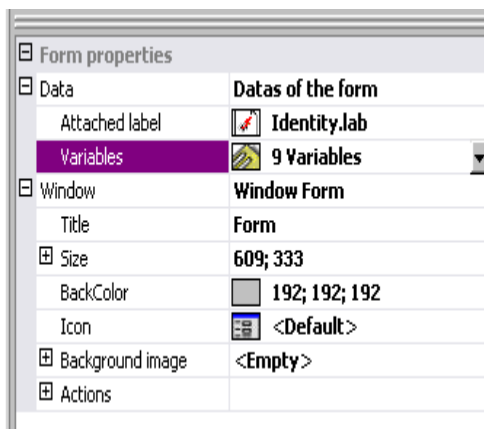 Form properties
Data Datas of the form
Attached label Identity.lab
Variables 9 Variables
Window Window Form
Title Form
Size 609; 333
BackColor 192; 192; 192
Icon <Default>
Background image <Empty>
Actions